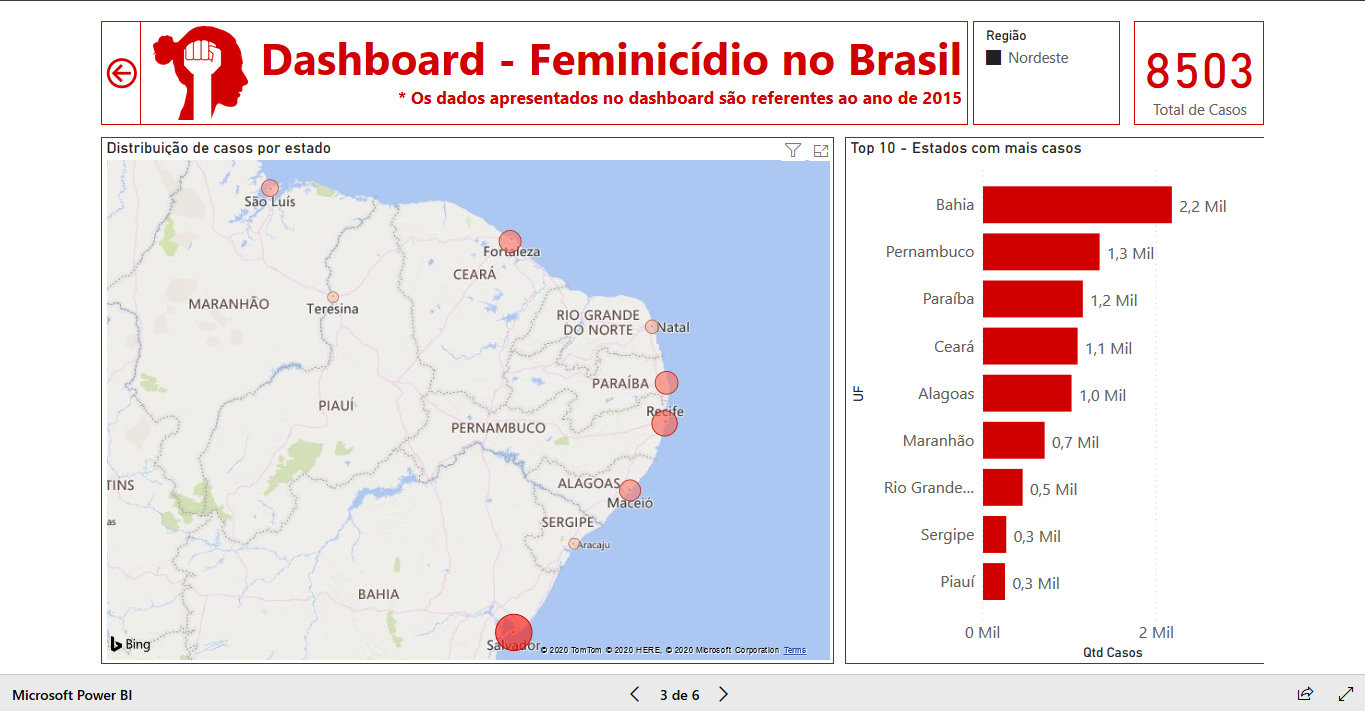 Dashboard - Feminicídio no Brasil
* Os dados apresentados no dashboard são referentes ao ano de 2015
Região
Nordeste
8503
Total de Casos
Distribuição de casos por estado
São Luís
Fortaleza
CEARÁ
MARANHÃO
Teresina
RIO GRANDE
DO NORTE
Natal
PARAÍBA
PIAUÍ
Recife
PERNAMBUCO
TINS
ALAGOAS
Maceió
as
SERGIPE
Aracaju
BAHIA
Salvador
Bing
© 2020 TomTom © 2020 HERE, © 2020 Microsoft Corporation Terms
Top 10 - Estados com mais casos
UF
Bahia 2,2 Mil
Pernambuco 1,3 Mil
Paraíba 1,2 Mil
Ceará 1,1 Mil
Alagoas 1,0 Mil
Maranhão 0,7 Mil
Rio Grande... 0,5 Mil
Sergipe 0,3 Mil
Piauí 0,3 Mil
0 Mil 2 Mil
Qtd Casos
Microsoft Power BI
3 de 6